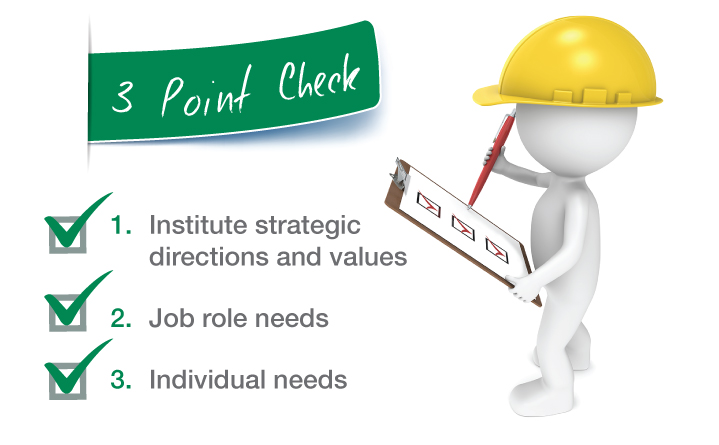 3 Point Check
1. Institute strategic
directions and values
2. Job role needs
3. Individual needs